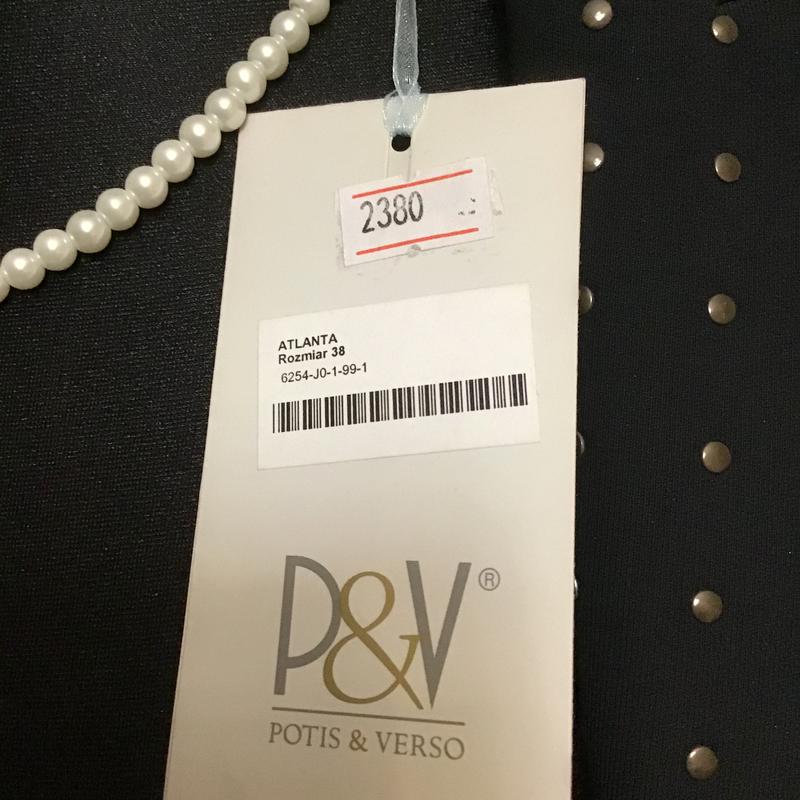 2380
ATLANTA
Rozmiar 38
6254-J0-1-99-1
P&V®
POTIS & VERSO